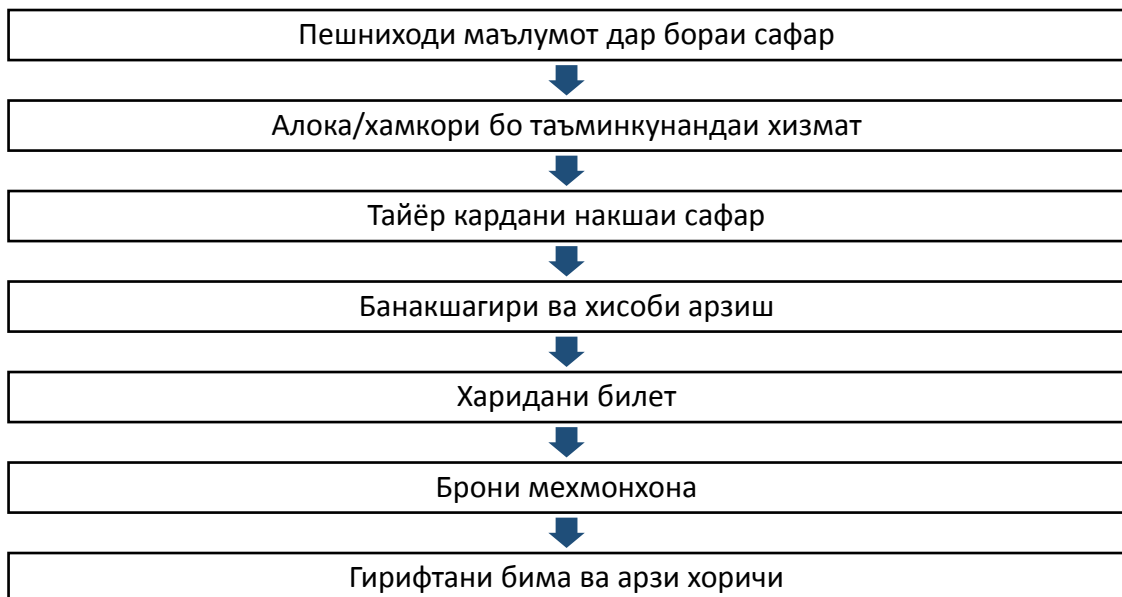 Пешниходи маълумот дар бораи сафар
Алока/хамкори бо таъминкунандаи хизмат
Тайёр кардани накшаи сафар
Банакшагири ва хисоби арзиш
Харидани билет
Брони мехмонхона
Гирифтани бима ва арзи хоричи